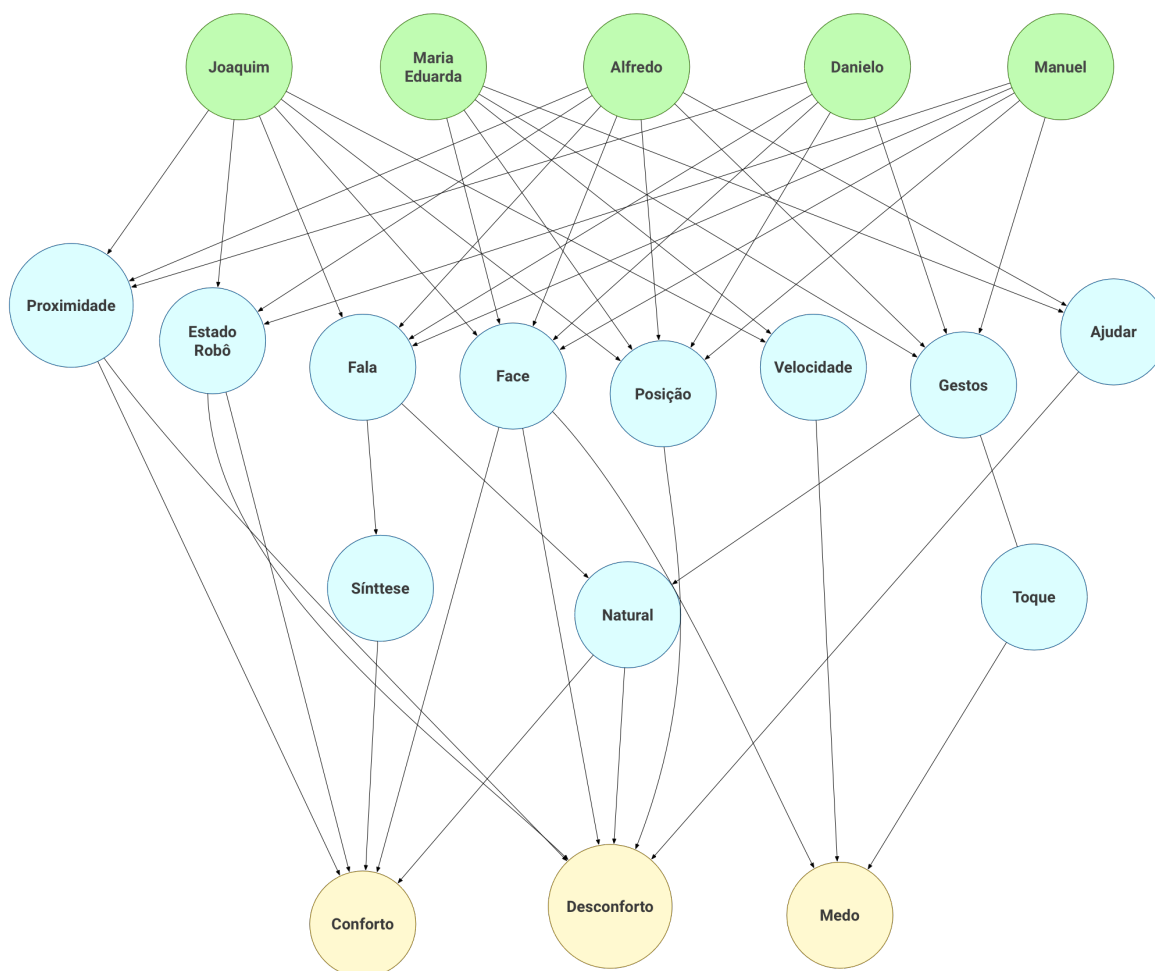 Joaquim
Maria
Eduarda
Alfredo
Danielo
Manuel
Proximidade
Estado
Robô
Fala
Face
Posição
Velocidade
Gestos
Ajudar
Sínttese
Natural
Toque
Conforto
Desconforto
Medo